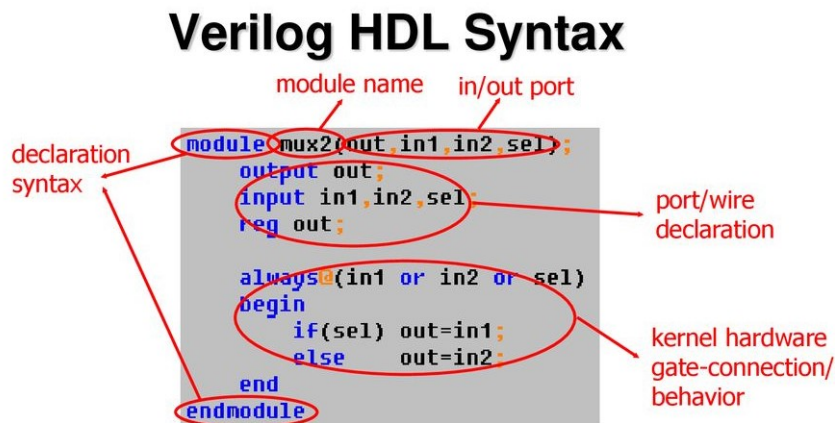 Verilog HDL Syntax
module name
in/out port
declaration
syntax
module mux2(out,in1,in2,sel);
output out;
input in1,in2,sel;
reg out;
port/wire
declaration
always@(in1 or in2 or sel)
begin
if(sel) out=in1;
else out=in2;
end
endmodule
kernel hardware
gate-connection/
behavior